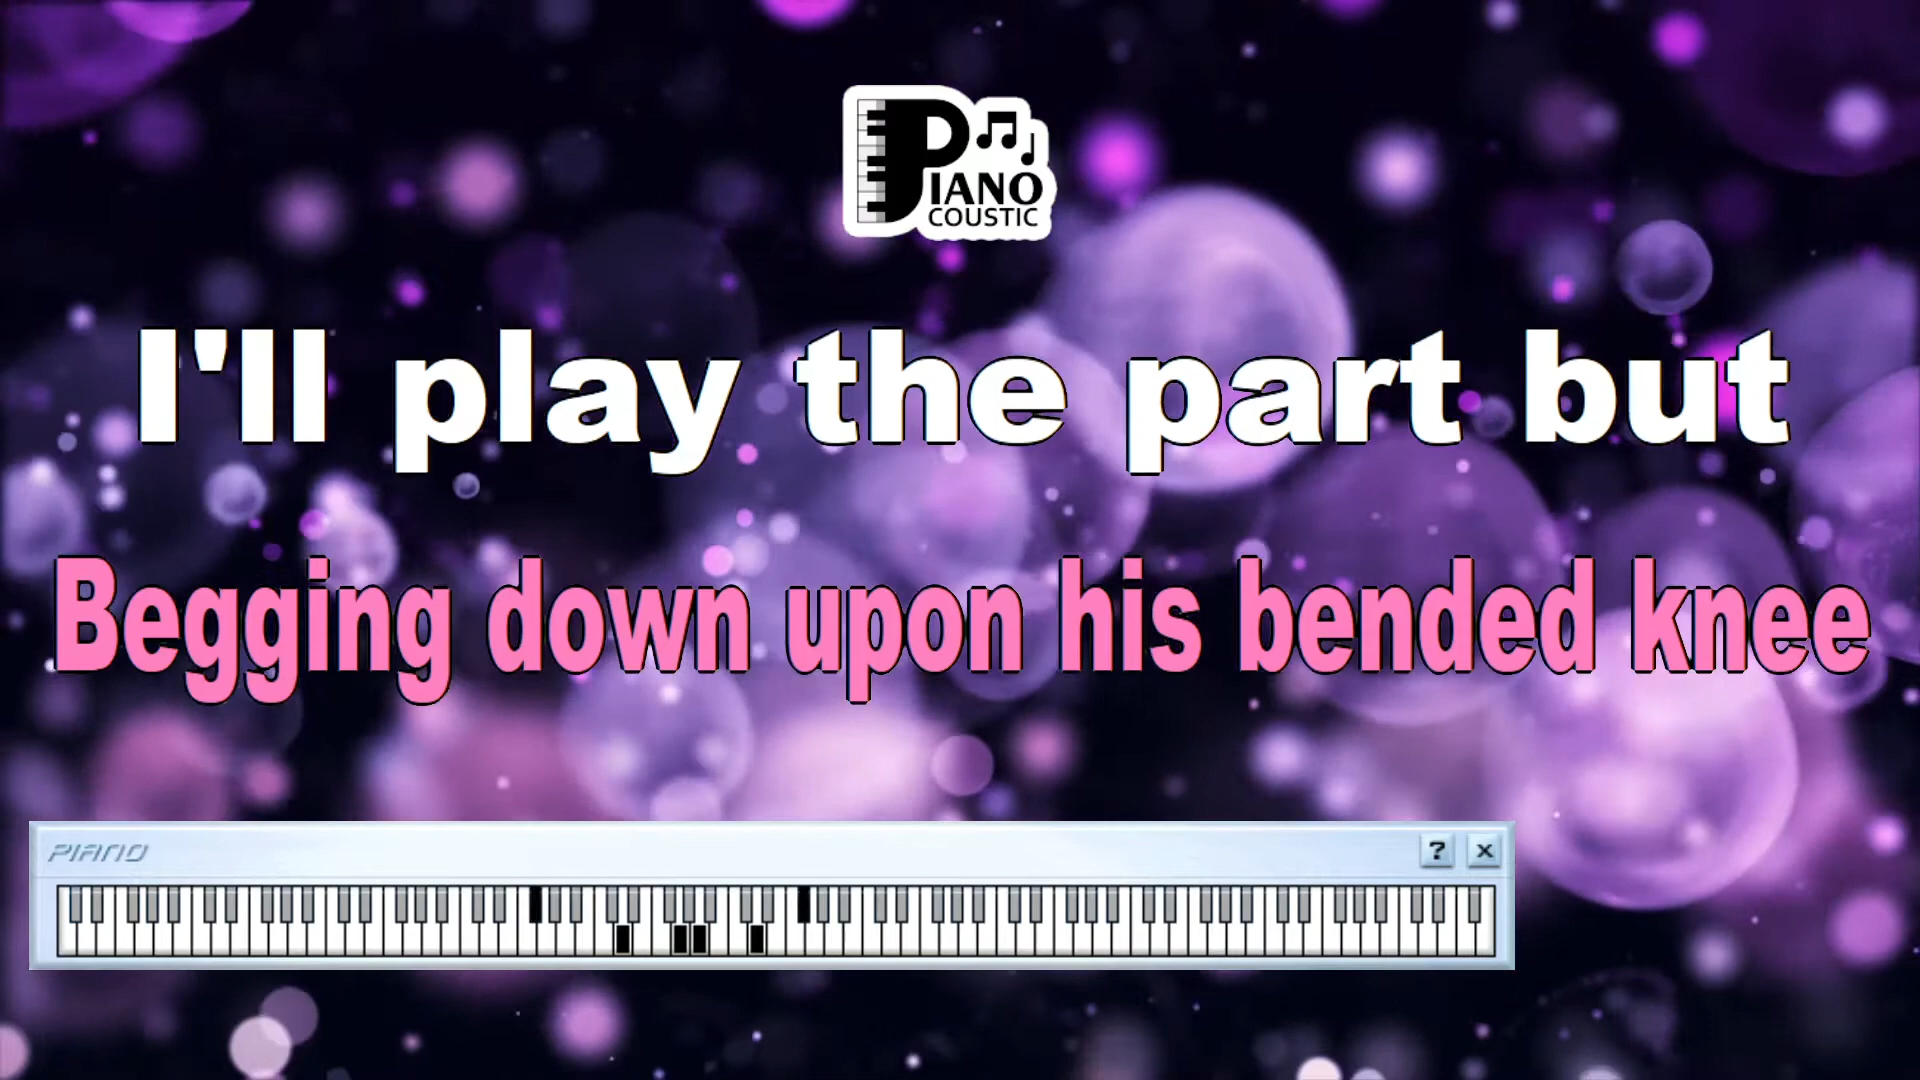 PIANO
COUSTIC
I'll play the part but
Begging down upon his bended knee
PIANO
? x